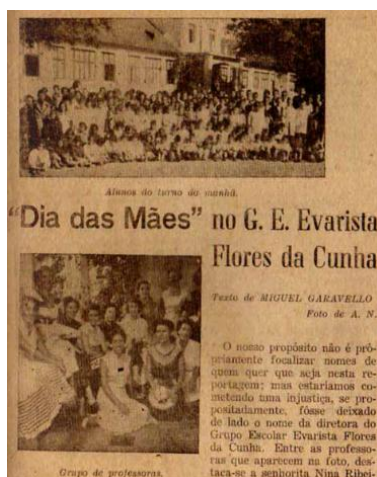 Alunos do turno da manhã.
"Dia das Mães" no G. E. Evarista
Flores da Cunha
Texto de MIGUEL GARAVELLO
Foto de A. N.
O nosso propósito não é prò-
priamente focalizar nomes de
quem quer que seja nesta re-
portagem; mas estaríamos co-
metendo uma injustiça, se pro-
positadamente, fôsse deixado
de lado o nome da diretora do
Grupo Escolar Evarista Flores
da Cunha. Entre as professo-
ras que aparecem na foto, des-
taca-se a senhorita Nina Ribei-
Grupo de professoras.